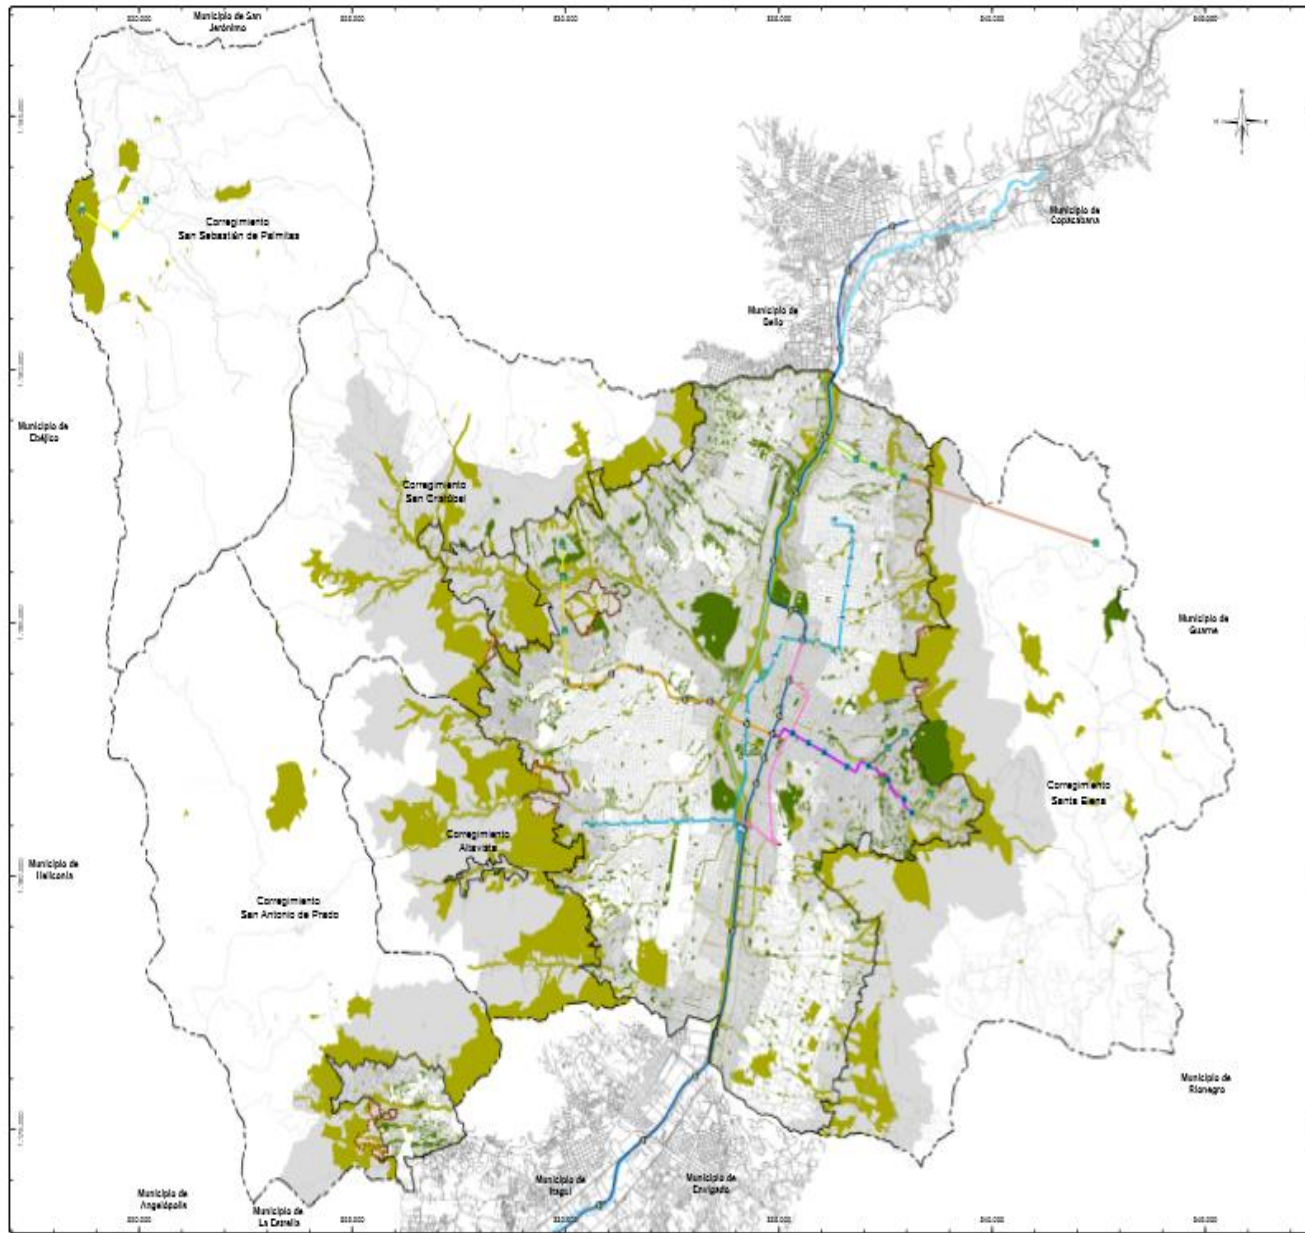 Municipio de San
Jerónimo
Corregimiento
San Sebastián de Palmitas
Municipio de
Copacabana
Municipio de
Bello
Municipio de
Ebéjico
Corregimiento
San Cristóbal
Municipio de
Guarne
Corregimiento
Santa Elena
Corregimiento
Altavista
Municipio de
Heliconia
Corregimiento
San Antonio de Prado
Municipio de
Rionegro
Municipio de
Itagüí
Municipio de
Envigado
Municipio de
Angelópolis
Municipio de
La Estrella